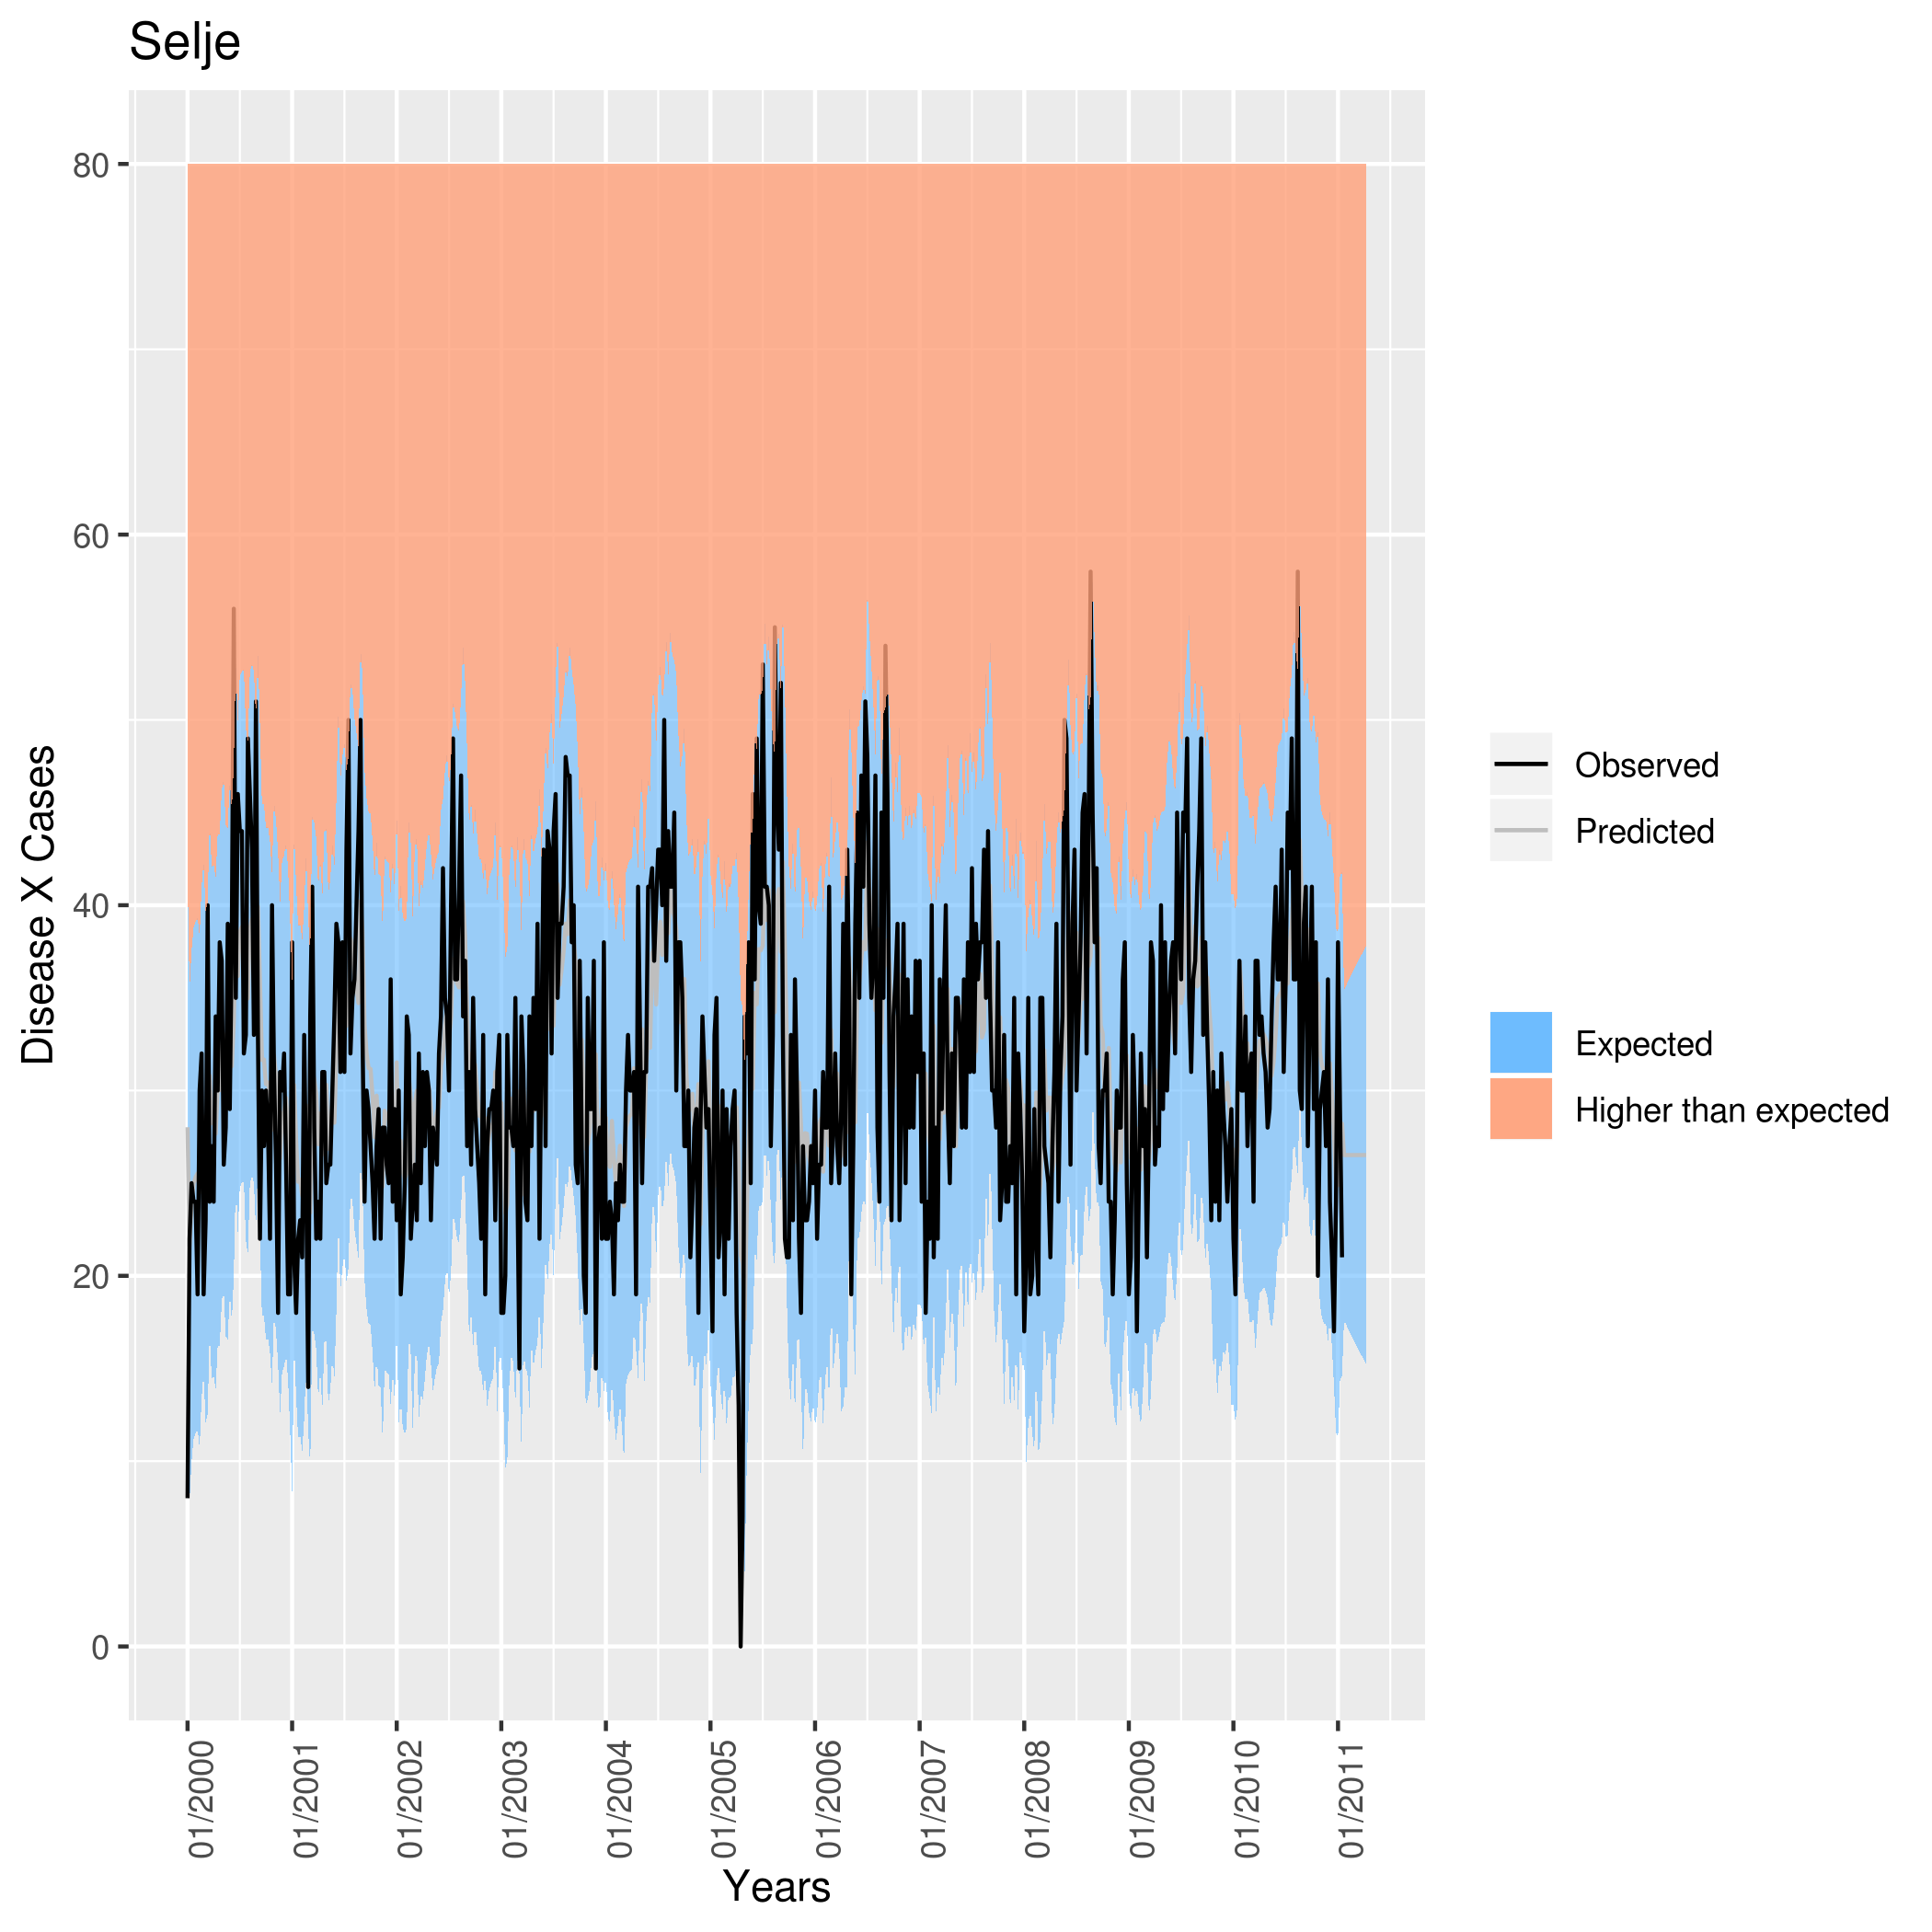 Selje
Disease X Cases
80
60
40
20
0
01/2000
01/2001
01/2002
01/2003
01/2004
01/2005
01/2006
01/2007
01/2008
01/2009
01/2010
01/2011
Years
Observed
Predicted
Expected
Higher than expected